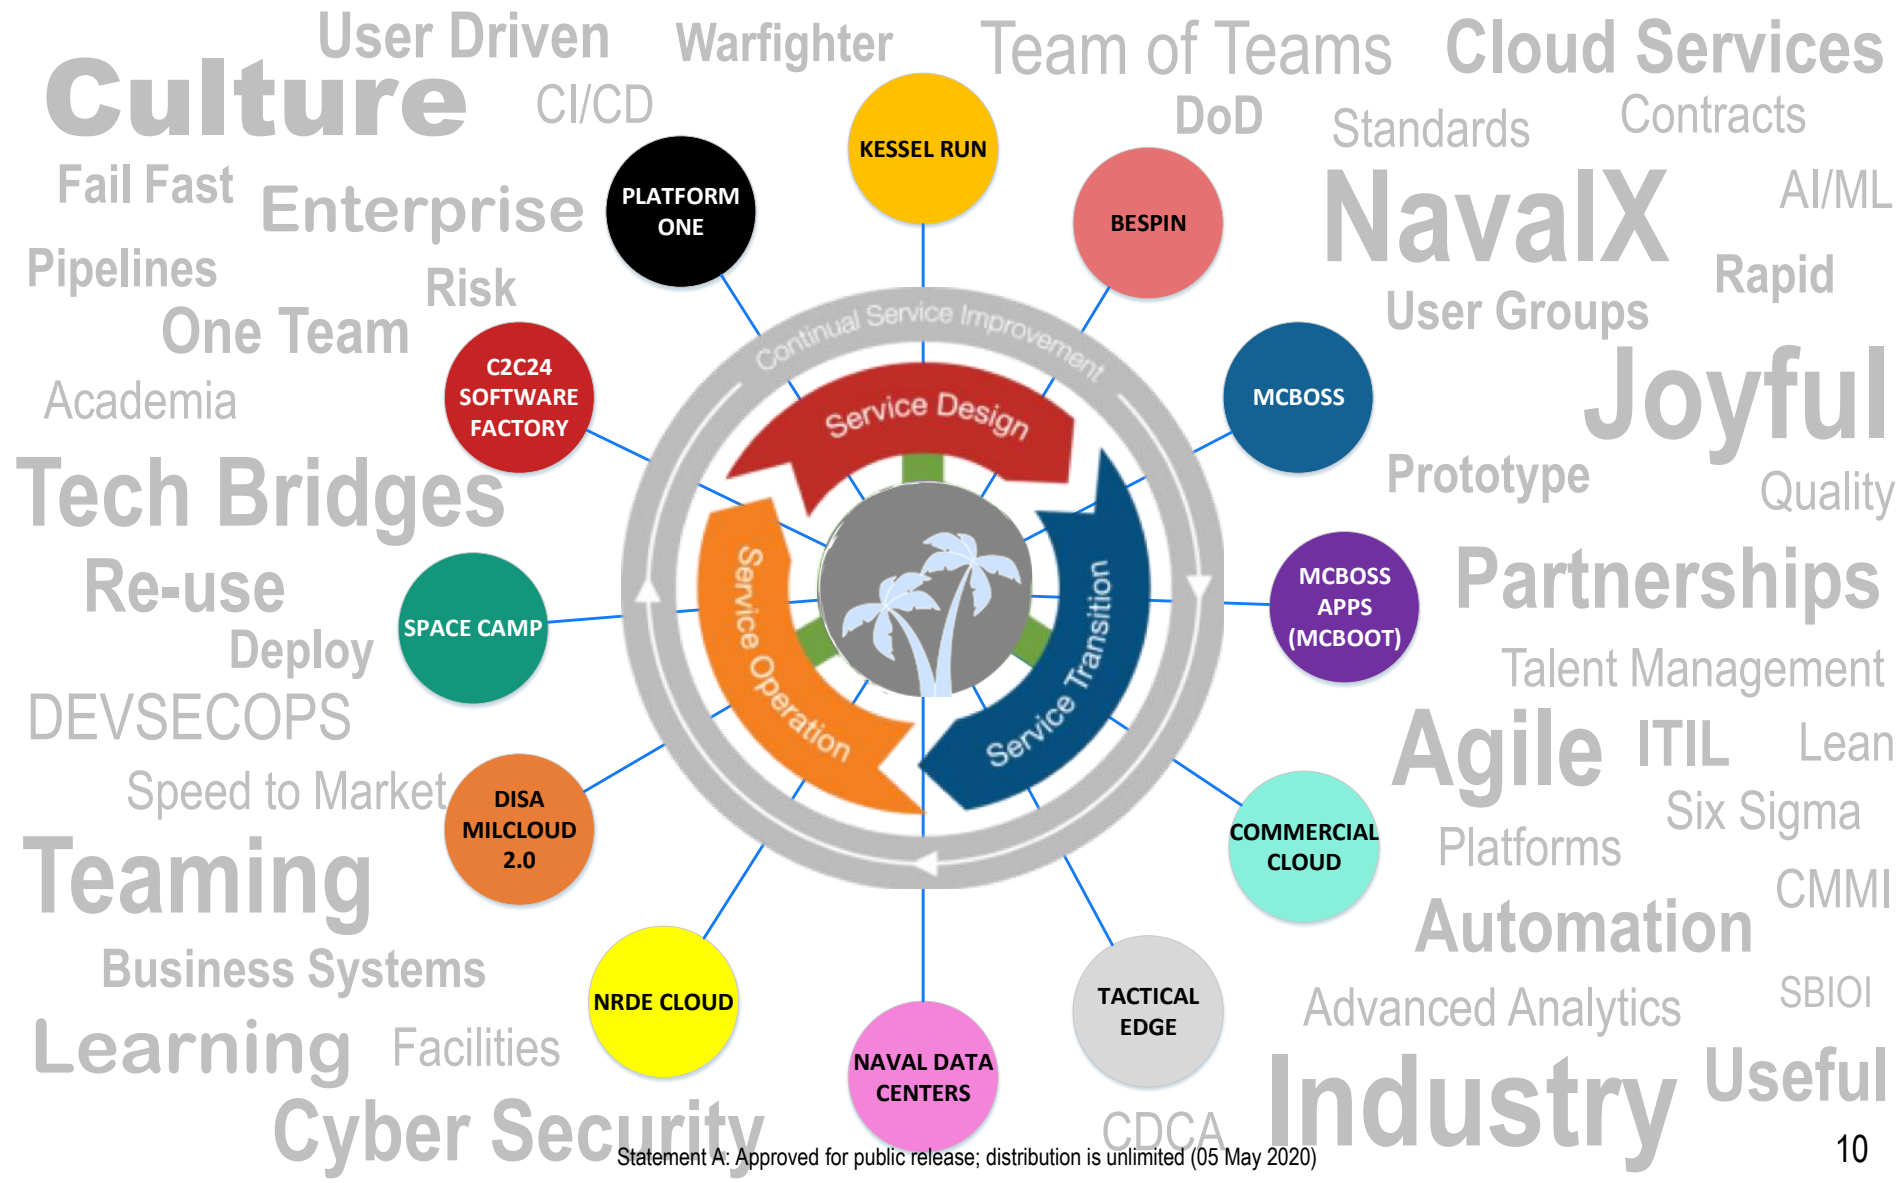 User Driven
Warfighter
Team of Teams
Cloud Services
Culture
CI/CD
DoD
Standards
Contracts
KESSEL RUN
Fail Fast
Enterprise
PLATFORM
ONE
BESPIN
NavalX
AI/ML
Pipelines
Risk
Rapid
One Team
User Groups
Continual Service Improvement
C2C24
SOFTWARE
FACTORY
Academia
Service Design
MCBOSS
Joyful
Tech Bridges
Prototype
Quality
Re-use
Service Operation
Service Transition
MCBOSS
APPS
(MCBOOT)
Partnerships
SPACE CAMP
Deploy
Talent Management
DEVSECOPS
Agile
ITIL
Lean
Speed to Market
DISA
MILCLOUD
2.0
COMMERCIAL
CLOUD
Platforms
Six Sigma
Teaming
CMMI
Automation
Business Systems
NRDE CLOUD
TACTICAL
EDGE
Advanced Analytics
SBIOI
Learning
Facilities
NAVAL DATA
CENTERS
Industry
Useful
Cyber Security
CDCA
Statement A: Approved for public release; distribution is unlimited (05 May 2020)
10